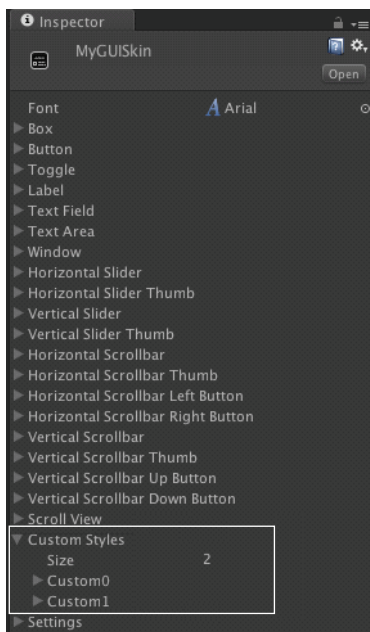 Inspector
MyGUISkin
Open
Font Arial
Box
Button
Toggle
Label
Text Field
Text Area
Window
Horizontal Slider
Horizontal Slider Thumb
Vertical Slider
Vertical Slider Thumb
Horizontal Scrollbar
Horizontal Scrollbar Thumb
Horizontal Scrollbar Left Button
Horizontal Scrollbar Right Button
Vertical Scrollbar
Vertical Scrollbar Thumb
Vertical Scrollbar Up Button
Vertical Scrollbar Down Button
Scroll View
Custom Styles
Size 2
Custom0
Custom1
Settings